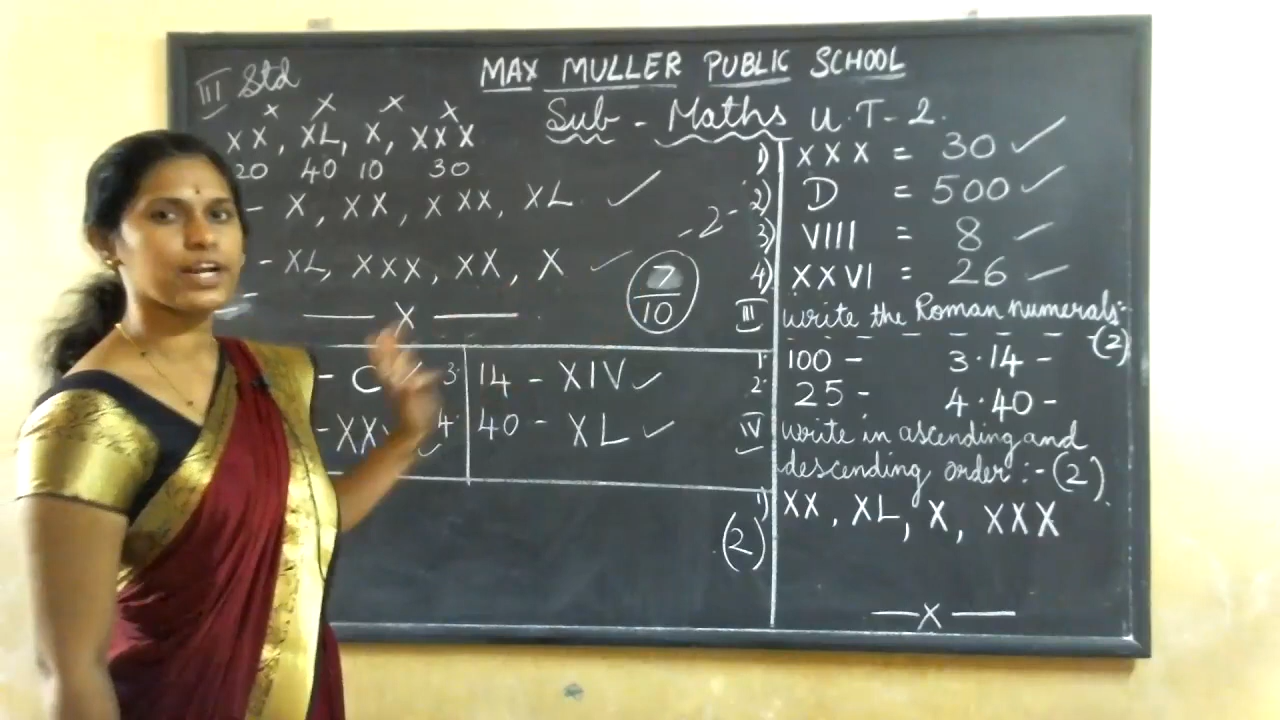 III Std
MAX MULLER PUBLIC SCHOOL
Sub - Maths U.T-2.
x x x x
XX, XL, X, XXX
20 40 10 30
- X, XX, XXX, XL
- XL, XXX, XX, X
-2-
7
10
X
- C 3. 14 - XIV
- XX 4. 40 - XL
1) XXX = 30
2) D = 500
3) VIII = 8
4) XXVI = 26
III write the Roman numerals:-
-(2)
1. 100 - 3. 14 -
2. 25 - 4. 40 -
IV write in ascending and
descending order:-(2)
1) XX, XL, X, XXX
(2)
X